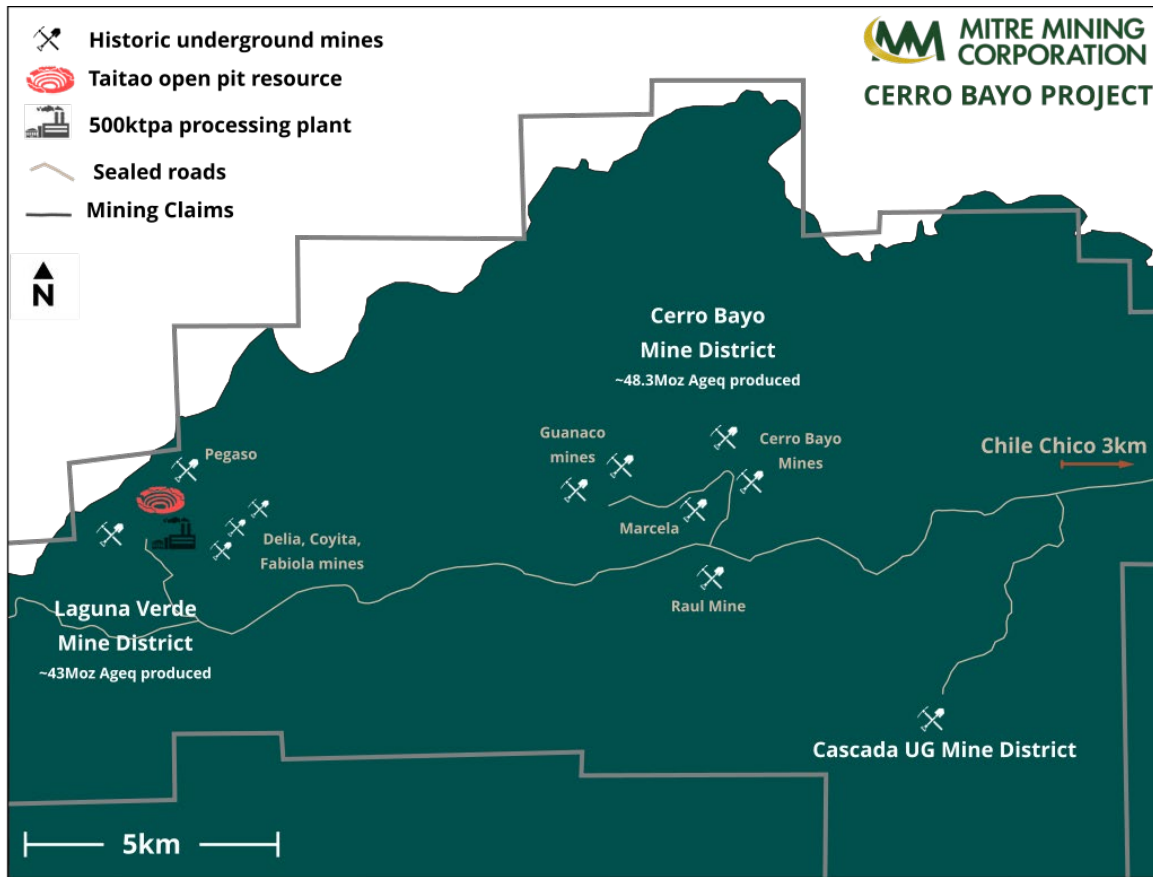 Historic underground mines
Taitao open pit resource
500ktpa processing plant
Sealed roads
Mining Claims
N
MITRE MINING
CORPORATION
CERRO BAYO PROJECT
Cerro Bayo
Mine District
~48.3Moz Ageq produced
Guanaco
mines
Cerro Bayo
Mines
Chile Chico 3km
Pegaso
Marcela
Delia, Coyita,
Fabiola mines
Raul Mine
Laguna Verde
Mine District
~43Moz Ageq produced
Cascada UG Mine District
5km